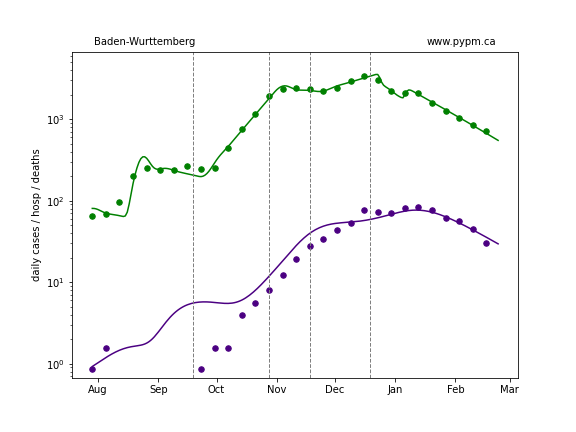 Baden-Wurttemberg www.pypm.ca
daily cases / hosp / deaths
10³
10²
10¹
10⁰
Aug Sep Oct Nov Dec Jan Feb Mar